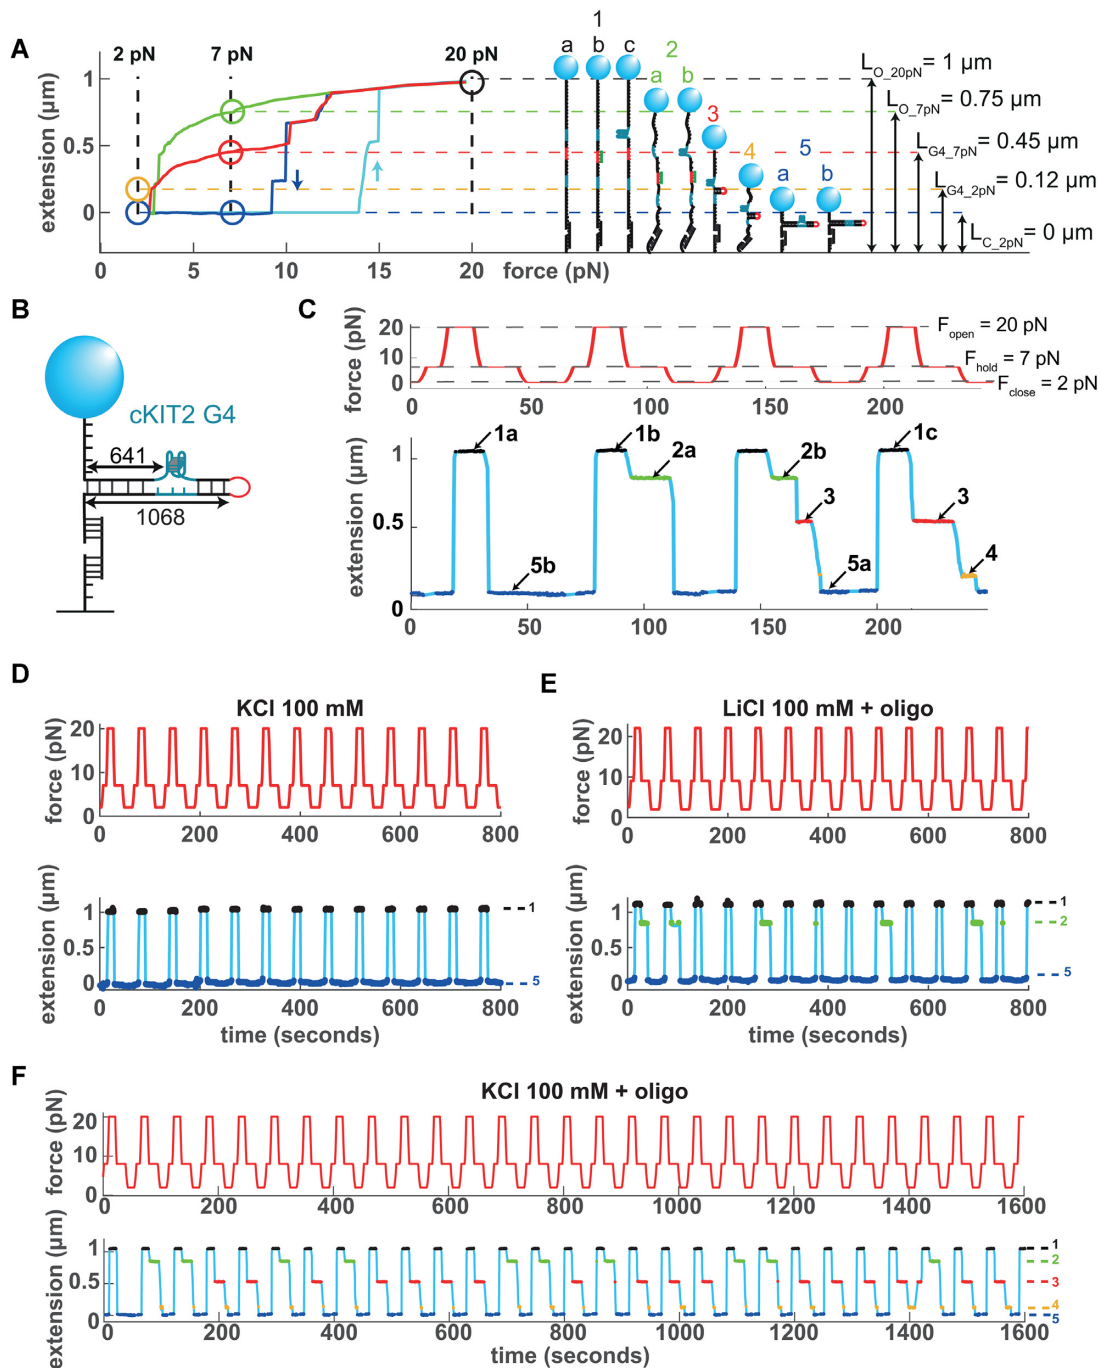 A
2 pN 7 pN 20 pN
extension (µm)
1
0.5
0
0 5 10 15 20
force (pN)
1
a b c
2
a b
3
4
5
a b
L_O_20pN = 1 µm
L_O_7pN = 0.75 µm
L_G4_7pN = 0.45 µm
L_G4_2pN = 0.12 µm
L_C_2pN = 0 µm
B
cKIT2 G4
641
1068
C
force (pN)
20
10
0
F_open = 20 pN
F_hold = 7 pN
F_close = 2 pN
0 50 100 150 200
extension (µm)
1
0.5
0
1a 1b 1c
2a 2b
3 3
4
5b 5a
0 50 100 150 200
D
KCl 100 mM
force (pN)
20
10
0
0 200 400 600 800
extension (µm)
1
0.5
0
1
5
0 200 400 600 800
time (seconds)
E
LiCl 100 mM + oligo
force (pN)
20
10
0
0 200 400 600 800
extension (µm)
1
0.5
0
1
2
5
0 200 400 600 800
time (seconds)
F
KCl 100 mM + oligo
force (pN)
20
10
0
0 200 400 600 800 1000 1200 1400 1600
extension (µm)
1
0.5
0
1
2
3
4
5
0 200 400 600 800 1000 1200 1400 1600
time (seconds)